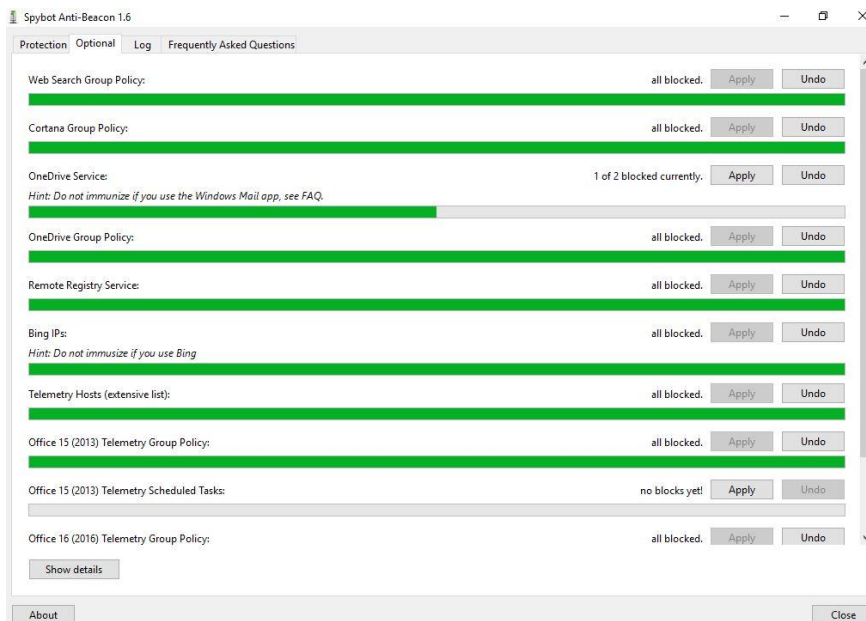 Spybot Anti-Beacon 1.6
Protection Optional Log Frequently Asked Questions
Web Search Group Policy: all blocked. Apply Undo
Cortana Group Policy: all blocked. Apply Undo
OneDrive Service: 1 of 2 blocked currently. Apply Undo
Hint: Do not immunize if you use the Windows Mail app, see FAQ.
OneDrive Group Policy: all blocked. Apply Undo
Remote Registry Service: all blocked. Apply Undo
Bing IPs: all blocked. Apply Undo
Hint: Do not immusize if you use Bing
Telemetry Hosts (extensive list): all blocked. Apply Undo
Office 15 (2013) Telemetry Group Policy: all blocked. Apply Undo
Office 15 (2013) Telemetry Scheduled Tasks: no blocks yet! Apply Undo
Office 16 (2016) Telemetry Group Policy: all blocked. Apply Undo
Show details
About Close